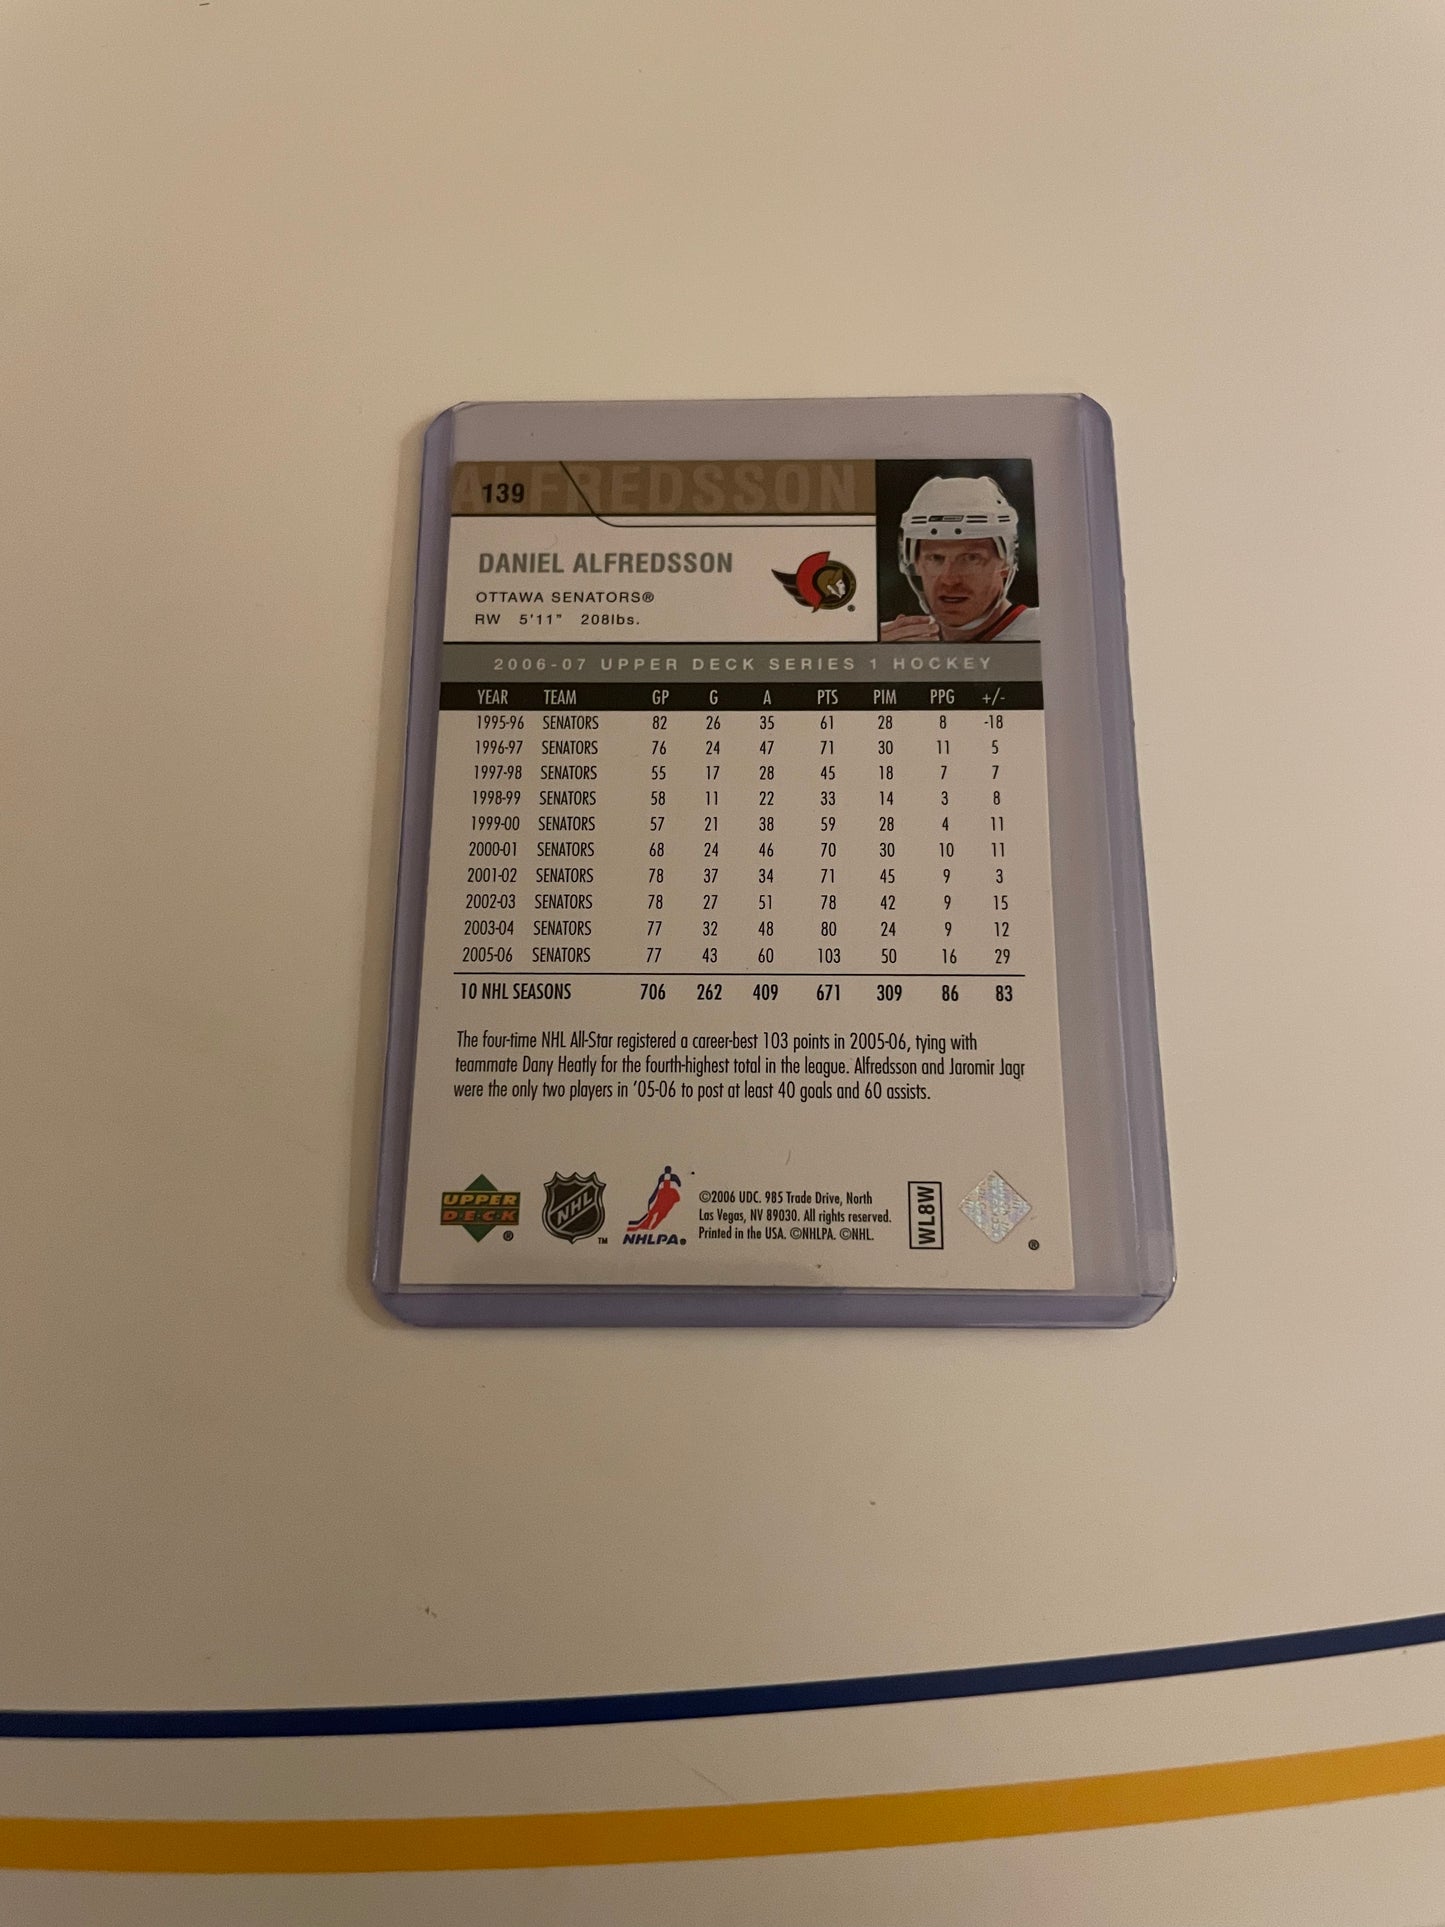 ALFREDSSON
139
DANIEL ALFREDSSON
OTTAWA SENATORS®
RW 5'11" 208lbs.
®
2006-07 UPPER DECK SERIES 1 HOCKEY
YEAR TEAM GP G A PTS PIM PPG +/-
1995-96 SENATORS 82 26 35 61 28 8 -18
1996-97 SENATORS 76 24 47 71 30 11 5
1997-98 SENATORS 55 17 28 45 18 7 7
1998-99 SENATORS 58 11 22 33 14 3 8
1999-00 SENATORS 57 21 38 59 28 4 11
2000-01 SENATORS 68 24 46 70 30 10 11
2001-02 SENATORS 78 37 34 71 45 9 3
2002-03 SENATORS 78 27 51 78 42 9 15
2003-04 SENATORS 77 32 48 80 24 9 12
2005-06 SENATORS 77 43 60 103 50 16 29
10 NHL SEASONS 706 262 409 671 309 86 83
The four-time NHL All-Star registered a career-best 103 points in 2005-06, tying with
teammate Dany Heatly for the fourth-highest total in the league. Alfredsson and Jaromir Jagr
were the only two players in '05-06 to post at least 40 goals and 60 assists.
UPPER
DECK
®
NHL
™
NHLPA®
©2006 UDC. 985 Trade Drive, North
Las Vegas, NV 89030. All rights reserved.
Printed in the USA. ©NHLPA. ©NHL.
WL8W
®